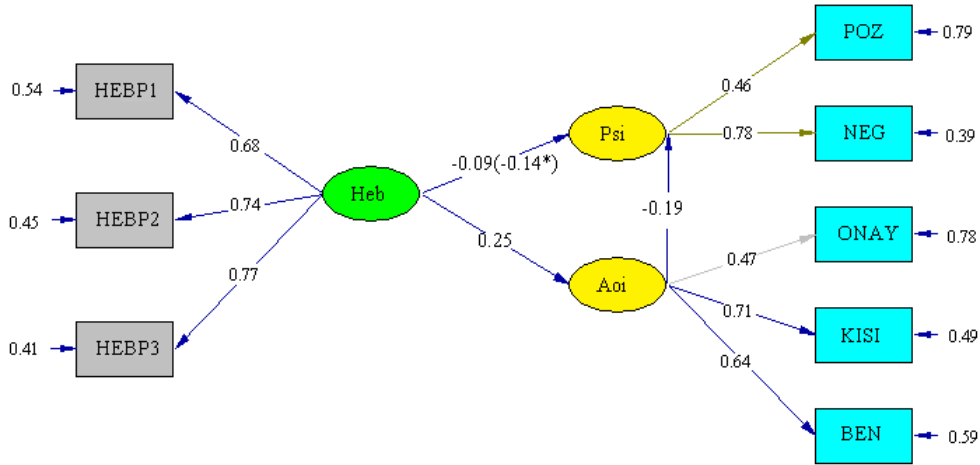 POZ
0.79
0.54
HEBP1
0.46
Psi
0.78
NEG
0.39
0.68
-0.09(-0.14*)
Heb
0.45
HEBP2
0.74
-0.19
ONAY
0.78
0.25
0.47
0.77
Aoi
0.71
KISI
0.49
0.41
HEBP3
0.64
BEN
0.59